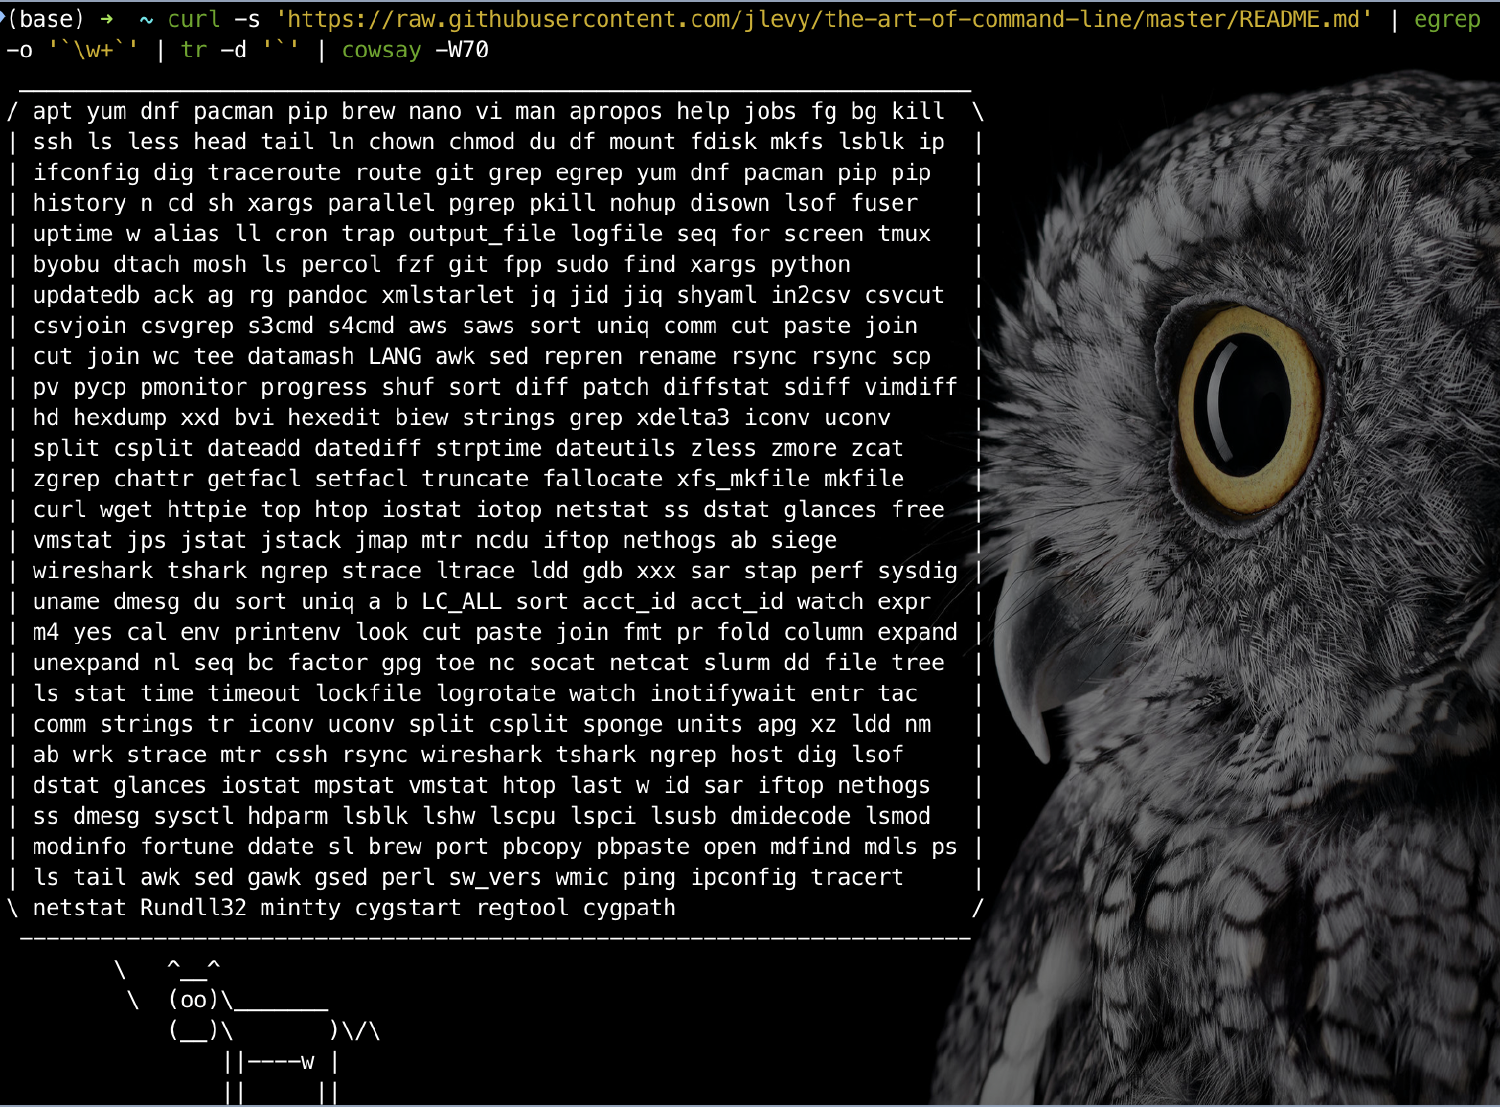 (base) ➜  ~ curl -s 'https://raw.githubusercontent.com/jlevy/the-art-of-command-line/master/README.md' | egrep
-o '`\w+`' | tr -d '`' | cowsay -W70
 _______________________________________________________________________
/ apt yum dnf pacman pip brew nano vi man apropos help jobs fg bg kill  \
| ssh ls less head tail ln chown chmod du df mount fdisk mkfs lsblk ip  |
| ifconfig dig traceroute route git grep egrep yum dnf pacman pip pip   |
| history n cd sh xargs parallel pgrep pkill nohup disown lsof fuser    |
| uptime w alias ll cron trap output_file logfile seq for screen tmux   |
| byobu dtach mosh ls percol fzf git fpp sudo find xargs python         |
| updatedb ack ag rg pandoc xmlstarlet jq jid jiq shyaml in2csv csvcut  |
| csvjoin csvgrep s3cmd s4cmd aws saws sort uniq comm cut paste join    |
| cut join wc tee datamash LANG awk sed repren rename rsync rsync scp   |
| pv pycp pmonitor progress shuf sort diff patch diffstat sdiff vimdiff |
| hd hexdump xxd bvi hexedit biew strings grep xdelta3 iconv uconv      |
| split csplit dateadd datediff strptime dateutils zless zmore zcat     |
| zgrep chattr getfacl setfacl truncate fallocate xfs_mkfile mkfile     |
| curl wget httpie top htop iostat iotop netstat ss dstat glances free  |
| vmstat jps jstat jstack jmap mtr ncdu iftop nethogs ab siege          |
| wireshark tshark ngrep strace ltrace ldd gdb xxx sar stap perf sysdig |
| uname dmesg du sort uniq a b LC_ALL sort acct_id acct_id watch expr   |
| m4 yes cal env printenv look cut paste join fmt pr fold column expand |
| unexpand nl seq bc factor gpg toe nc socat netcat slurm dd file tree  |
| ls stat time timeout lockfile logrotate watch inotifywait entr tac    |
| comm strings tr iconv uconv split csplit sponge units apg xz ldd nm   |
| ab wrk strace mtr cssh rsync wireshark tshark ngrep host dig lsof     |
| dstat glances iostat mpstat vmstat htop last w id sar iftop nethogs   |
| ss dmesg sysctl hdparm lsblk lshw lscpu lspci lsusb dmidecode lsmod   |
| modinfo fortune ddate sl brew port pbcopy pbpaste open mdfind mdls ps |
| ls tail awk sed gawk gsed perl sw_vers wmic ping ipconfig tracert     |
\ netstat Rundll32 mintty cygstart regtool cygpath                      /
 -----------------------------------------------------------------------
        \   ^__^
         \  (oo)\_______
            (__)\       )\/\
                ||----w |
                ||     ||